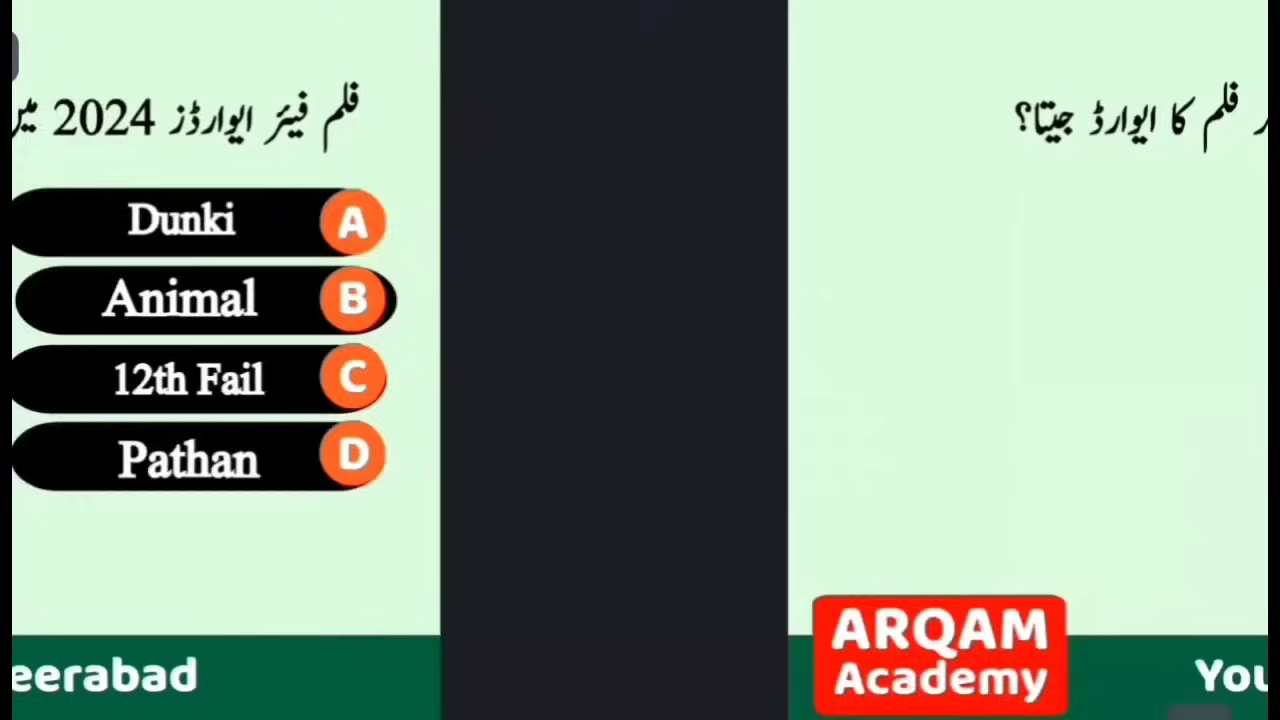 فلم فیئر ایوارڈز 2024 میں
فلم کا ایوارڈ جیتا؟
Dunki A
Animal B
12th Fail C
Pathan D
eerabad
ARQAM
Academy
You